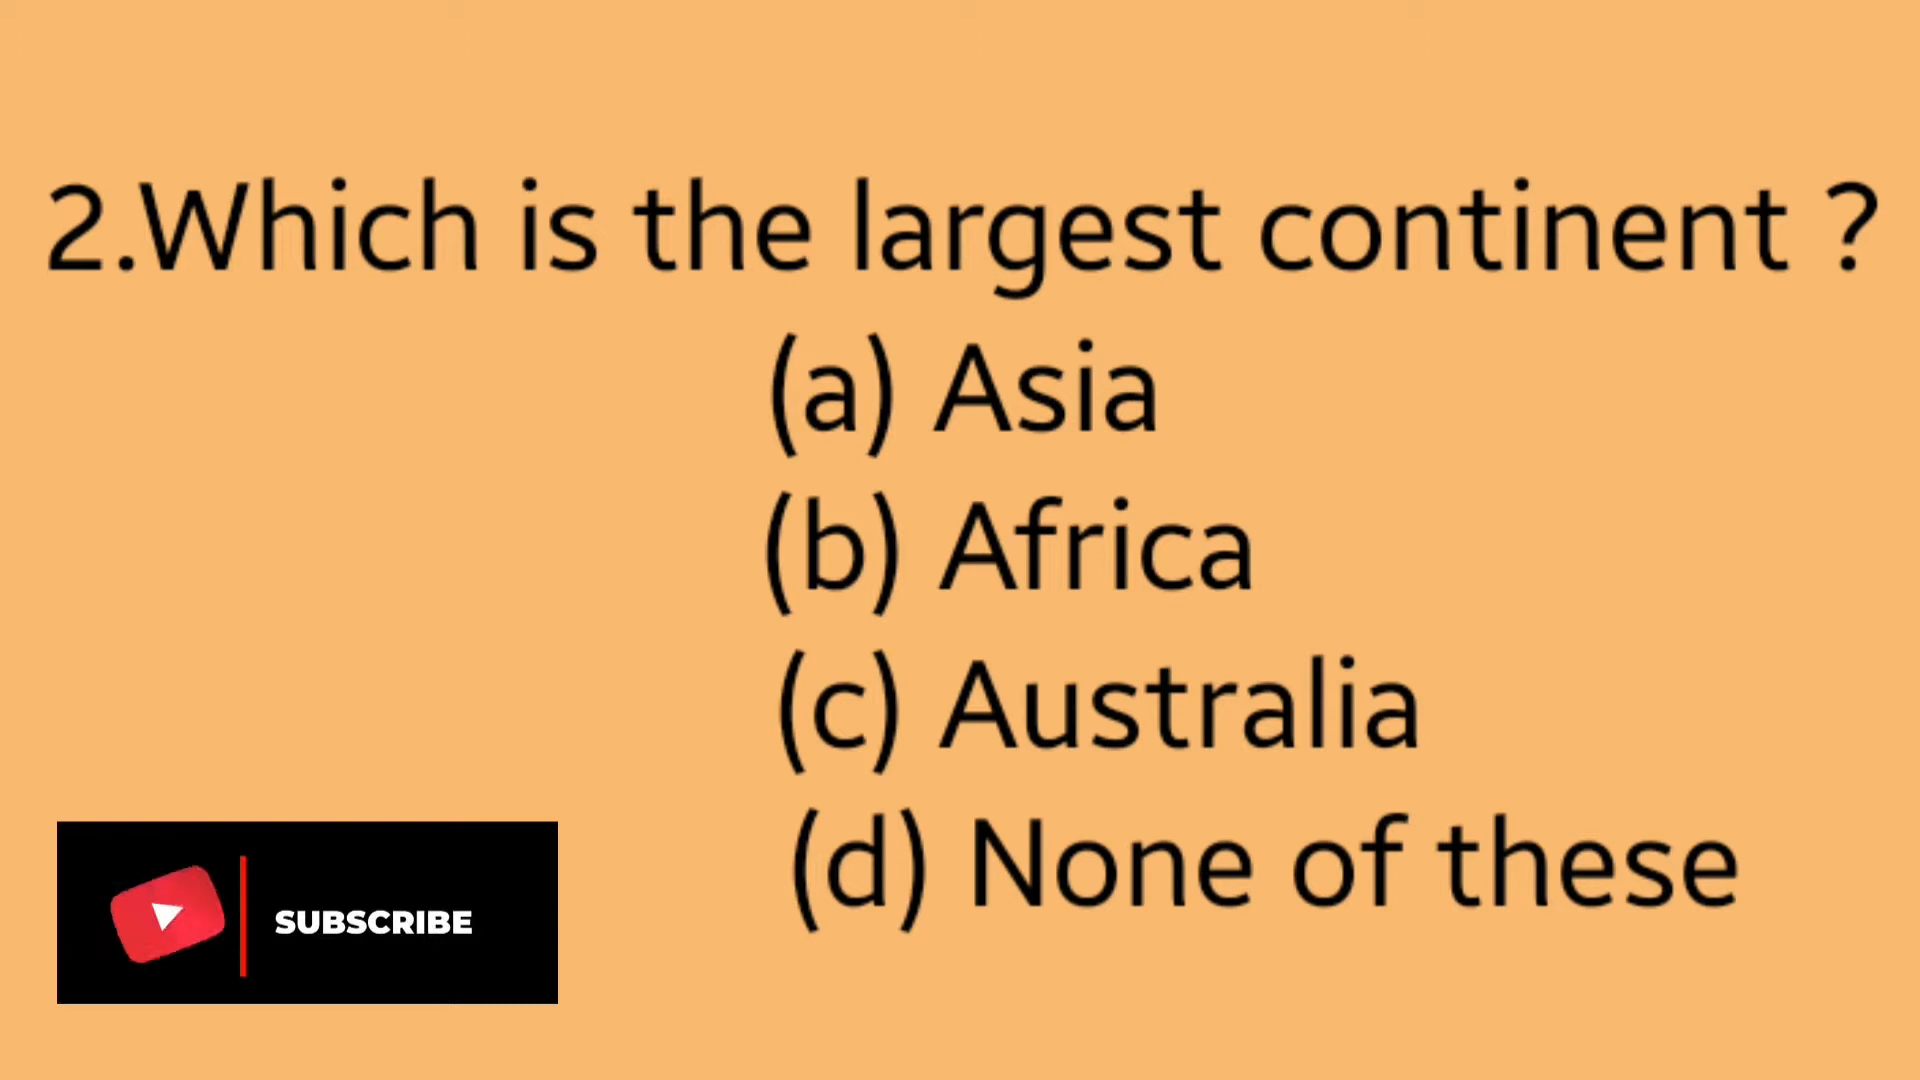 2.Which is the largest continent ?
(a) Asia
(b) Africa
(c) Australia
(d) None of these
SUBSCRIBE